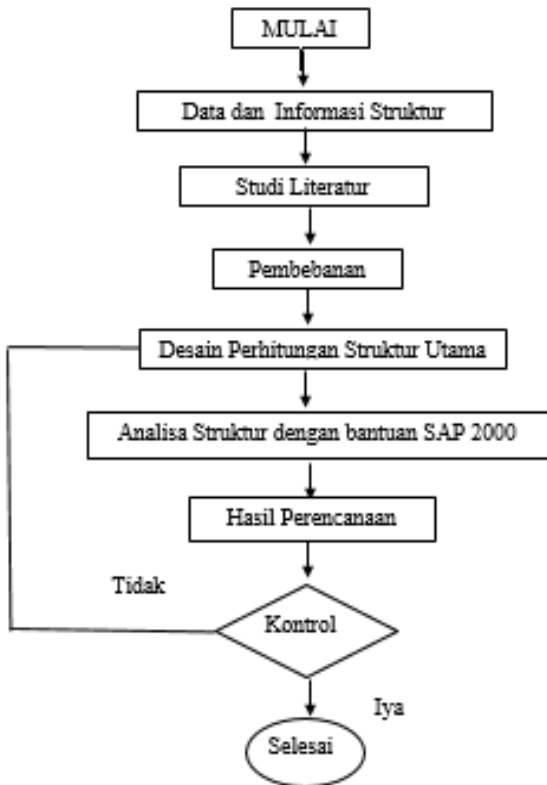 MULAI
Data dan Informasi Struktur
Studi Literatur
Pembebanan
Desain Perhitungan Struktur Utama
Analisa Struktur dengan bantuan SAP 2000
Hasil Perencanaan
Tidak
Kontrol
Iya
Selesai